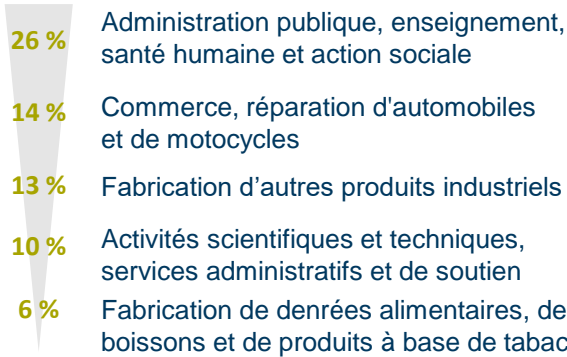 26 % Administration publique, enseignement,
santé humaine et action sociale
14 % Commerce, réparation d'automobiles
et de motocycles
13 % Fabrication d’autres produits industriels
10 % Activités scientifiques et techniques,
services administratifs et de soutien
6 % Fabrication de denrées alimentaires, de
boissons et de produits à base de tabac